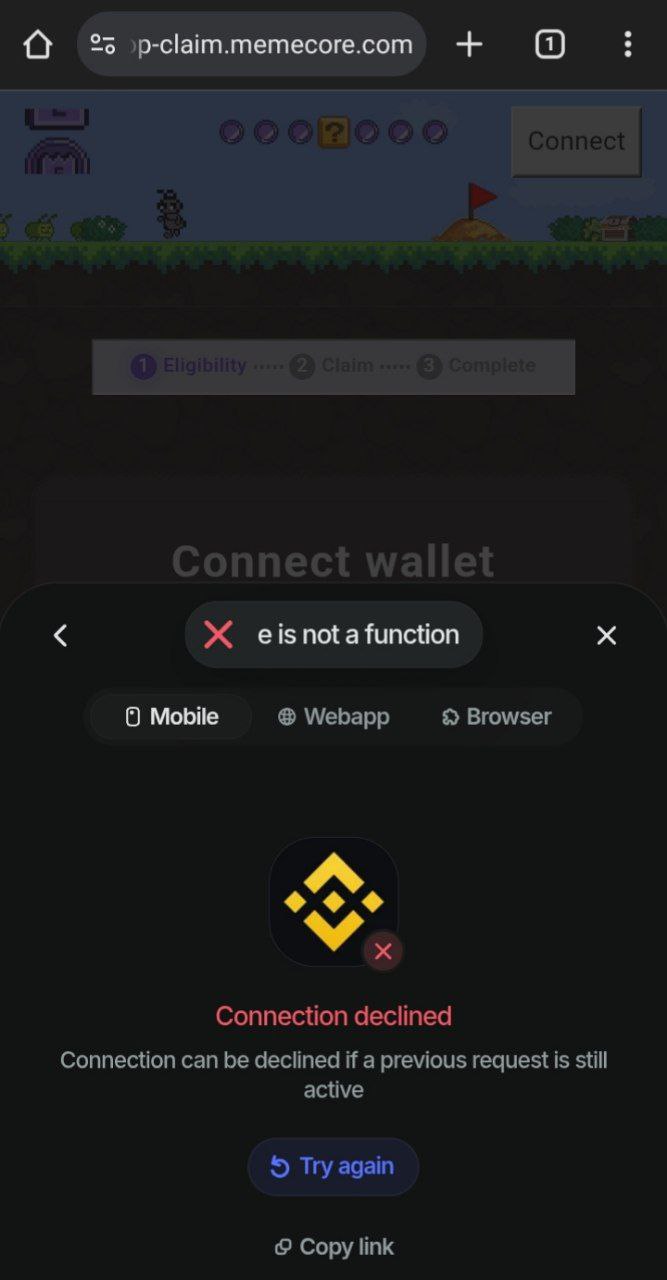 p-claim.memecore.com
1
?
Connect
1 Eligibility ..... 2 Claim ..... 3 Complete
Connect wallet
e is not a function
Mobile
Webapp
Browser
Connection declined
Connection can be declined if a previous request is still
active
Try again
Copy link